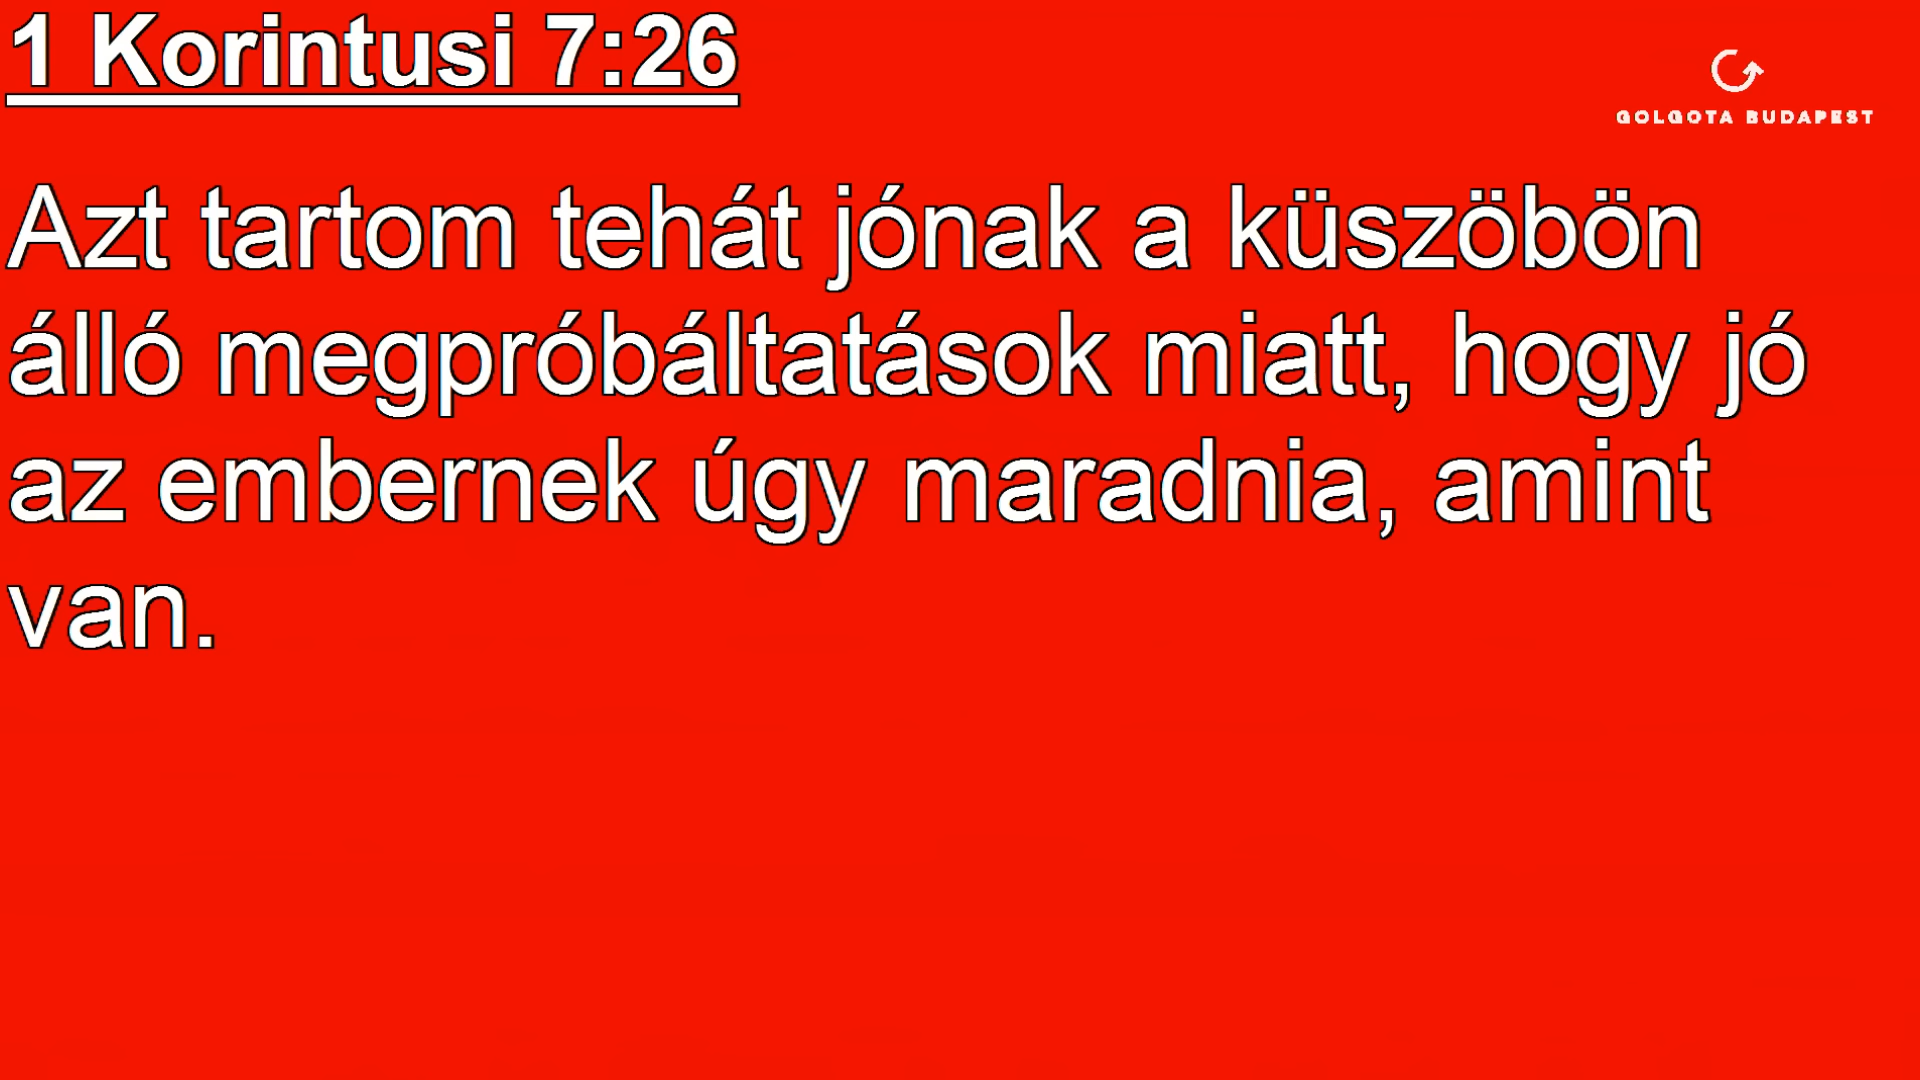 1 Korintusi 7:26
GOLGOTA BUDAPEST
Azt tartom tehát jónak a küszöbön
álló megpróbáltatások miatt, hogy jó
az embernek úgy maradnia, amint
van.